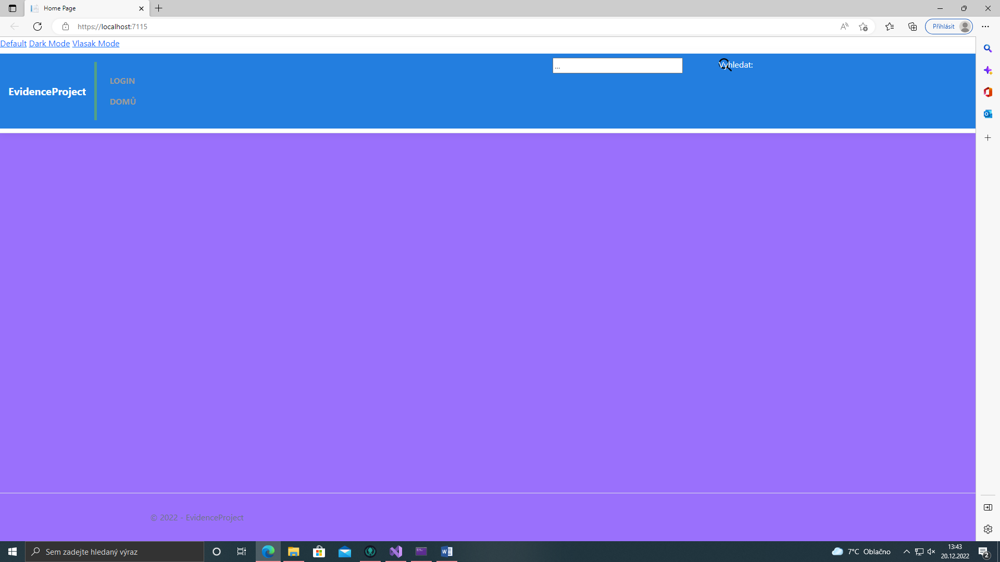 Home Page
https://localhost:7115
Přihlásit
Default Dark Mode Vlasak Mode
...
Vyhledat:
EvidenceProject
LOGIN
DOMŮ
© 2022 - EvidenceProject
Sem zadejte hledaný výraz
7°C Oblačno
13:43
20.12.2022
2